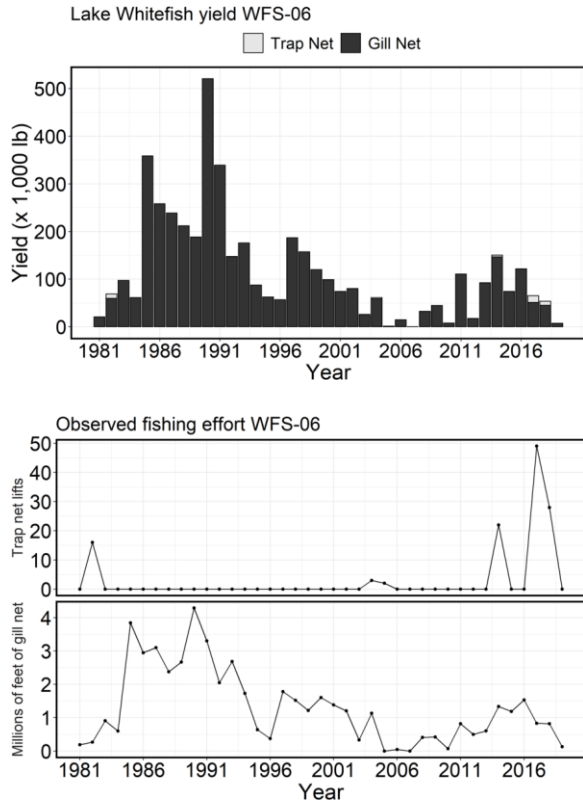 Lake Whitefish yield WFS-06
Trap Net Gill Net
Yield (x 1,000 lb)
500
400
300
200
100
0
1981 1986 1991 1996 2001 2006 2011 2016
Year
Observed fishing effort WFS-06
Trap net lifts
50
40
30
20
10
0
Millions of feet of gill net
4
3
2
1
0
1981 1986 1991 1996 2001 2006 2011 2016
Year